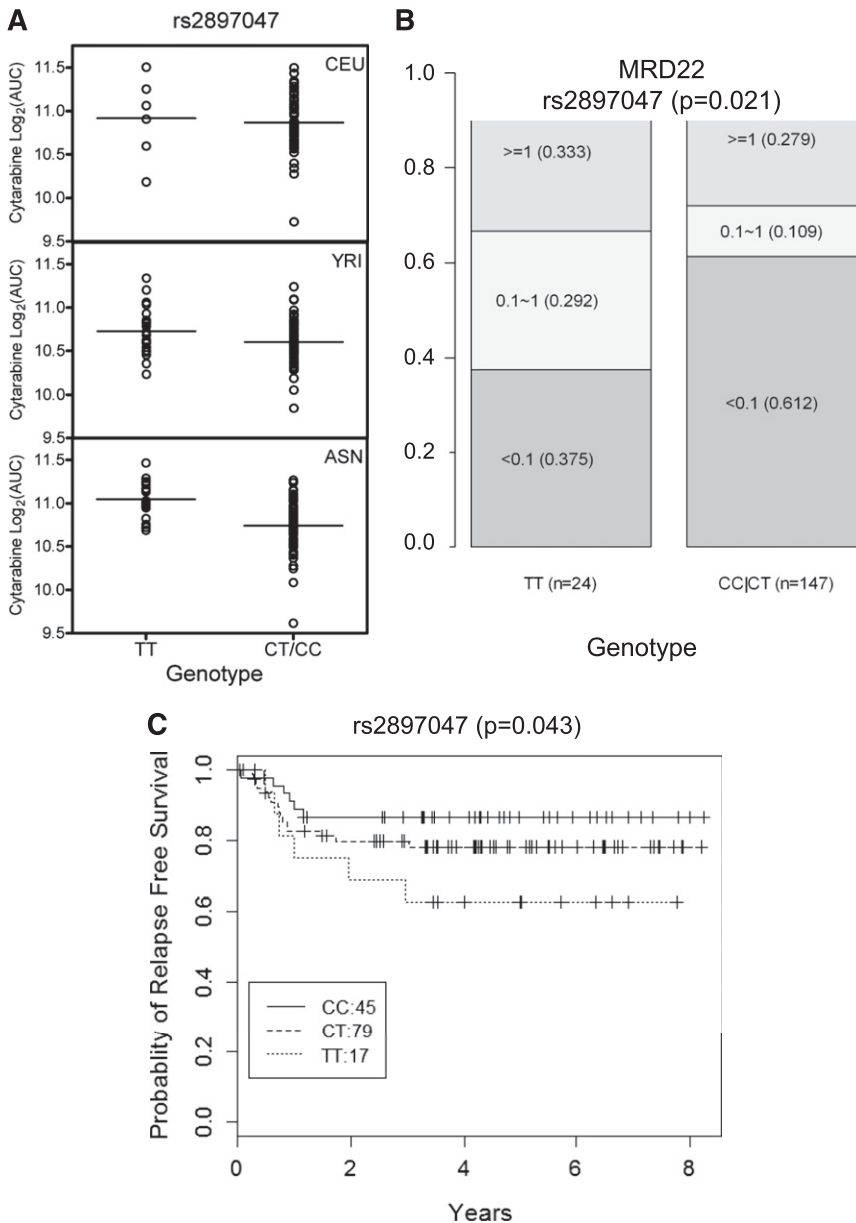 A
rs2897047
CEU
Cytarabine Log2(AUC)
11.5
11.0
10.5
10.0
9.5
YRI
Cytarabine Log2(AUC)
11.5
11.0
10.5
10.0
9.5
ASN
Cytarabine Log2(AUC)
11.5
11.0
10.5
10.0
9.5
TT CT/CC
Genotype
B
MRD22
rs2897047 (p=0.021)
1.0
0.8
0.6
0.4
0.2
0.0
>=1 (0.333)
0.1~1 (0.292)
<0.1 (0.375)
>=1 (0.279)
0.1~1 (0.109)
<0.1 (0.612)
TT (n=24) CC|CT (n=147)
Genotype
C
rs2897047 (p=0.043)
Probablity of Relapse Free Survival
1.0
0.8
0.6
0.4
0.2
0.0
CC:45
CT:79
TT:17
0 2 4 6 8
Years